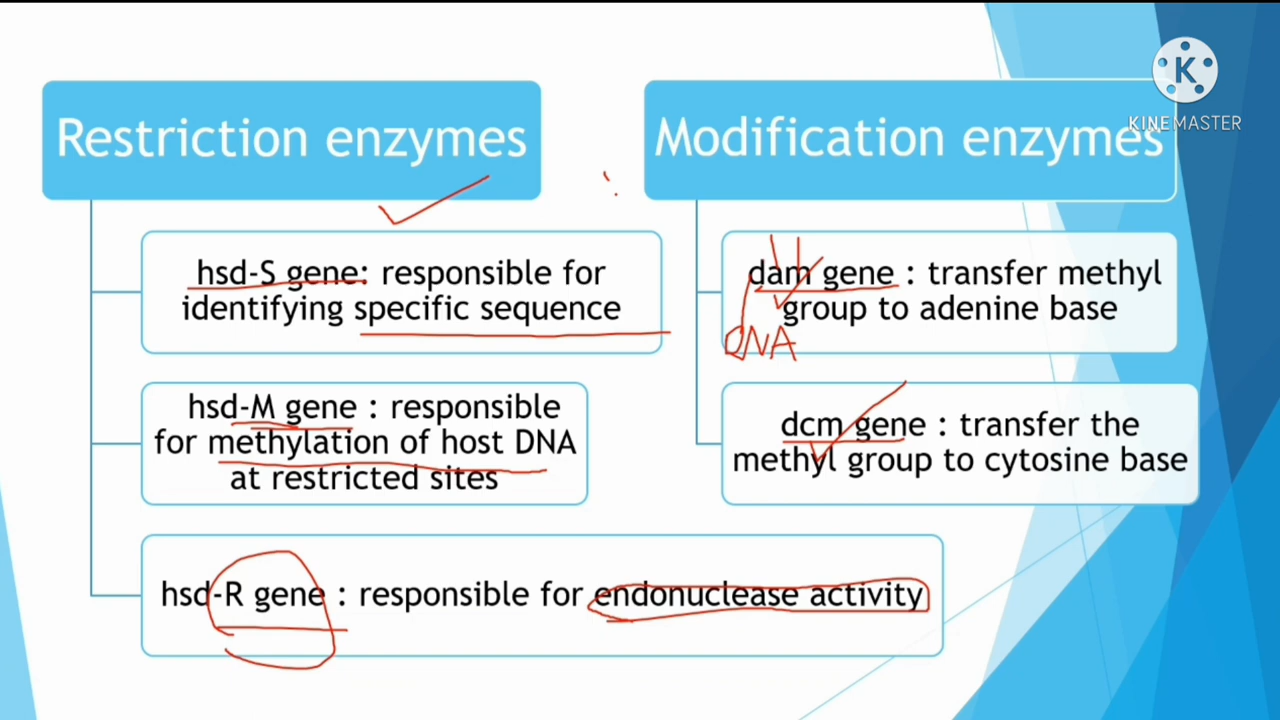 Restriction enzymes
hsd-S gene: responsible for
identifying specific sequence
hsd-M gene : responsible
for methylation of host DNA
at restricted sites
hsd-R gene : responsible for endonuclease activity
Modification enzymes
dam gene : transfer methyl
group to adenine base
DNA
dcm gene : transfer the
methyl group to cytosine base
K
KINEMASTER